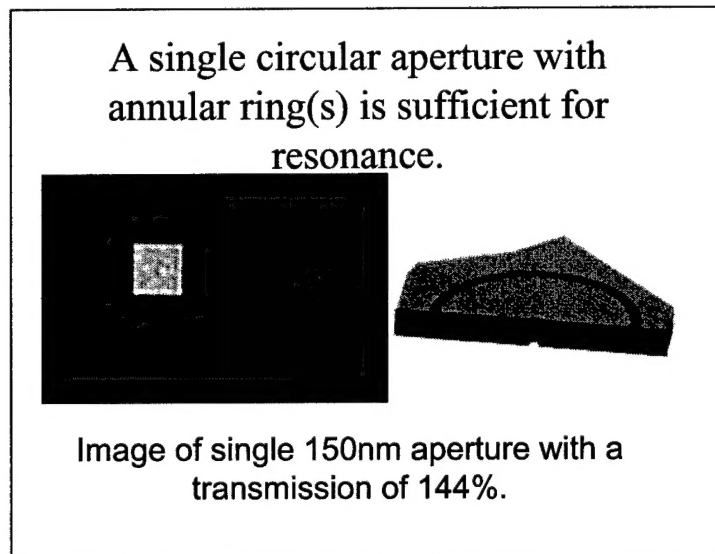 A single circular aperture with
annular ring(s) is sufficient for
resonance.
Image of single 150nm aperture with a
transmission of 144%.